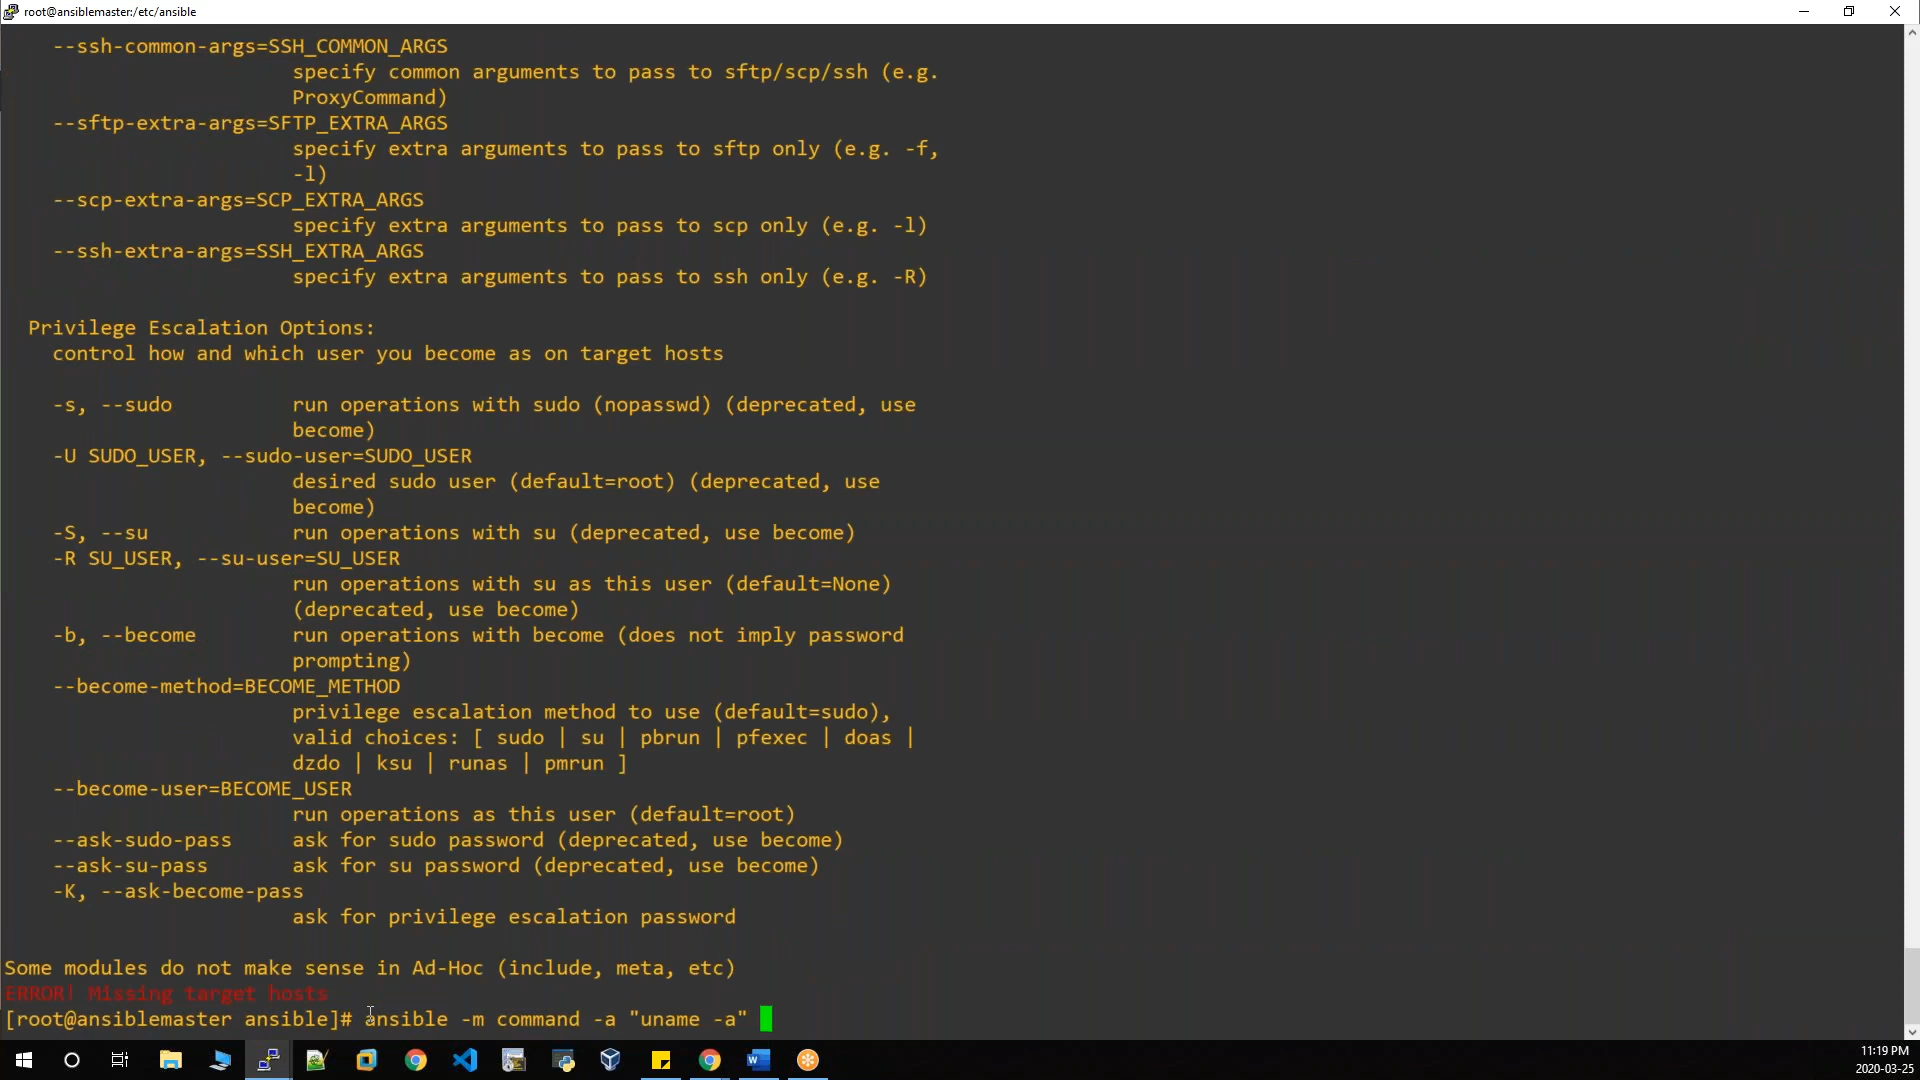 root@ansiblemaster:/etc/ansible
--ssh-common-args=SSH_COMMON_ARGS
specify common arguments to pass to sftp/scp/ssh (e.g.
ProxyCommand)
--sftp-extra-args=SFTP_EXTRA_ARGS
specify extra arguments to pass to sftp only (e.g. -f,
-l)
--scp-extra-args=SCP_EXTRA_ARGS
specify extra arguments to pass to scp only (e.g. -l)
--ssh-extra-args=SSH_EXTRA_ARGS
specify extra arguments to pass to ssh only (e.g. -R)
Privilege Escalation Options:
control how and which user you become as on target hosts
-s, --sudo run operations with sudo (nopasswd) (deprecated, use
become)
-U SUDO_USER, --sudo-user=SUDO_USER
desired sudo user (default=root) (deprecated, use
become)
-S, --su run operations with su (deprecated, use become)
-R SU_USER, --su-user=SU_USER
run operations with su as this user (default=None)
(deprecated, use become)
-b, --become run operations with become (does not imply password
prompting)
--become-method=BECOME_METHOD
privilege escalation method to use (default=sudo),
valid choices: [ sudo | su | pbrun | pfexec | doas |
dzdo | ksu | runas | pmrun ]
--become-user=BECOME_USER
run operations as this user (default=root)
--ask-sudo-pass ask for sudo password (deprecated, use become)
--ask-su-pass ask for su password (deprecated, use become)
-K, --ask-become-pass
ask for privilege escalation password
Some modules do not make sense in Ad-Hoc (include, meta, etc)
ERROR! Missing target hosts
[root@ansiblemaster ansible]# ansible -m command -a "uname -a"
11:19 PM
2020-03-25